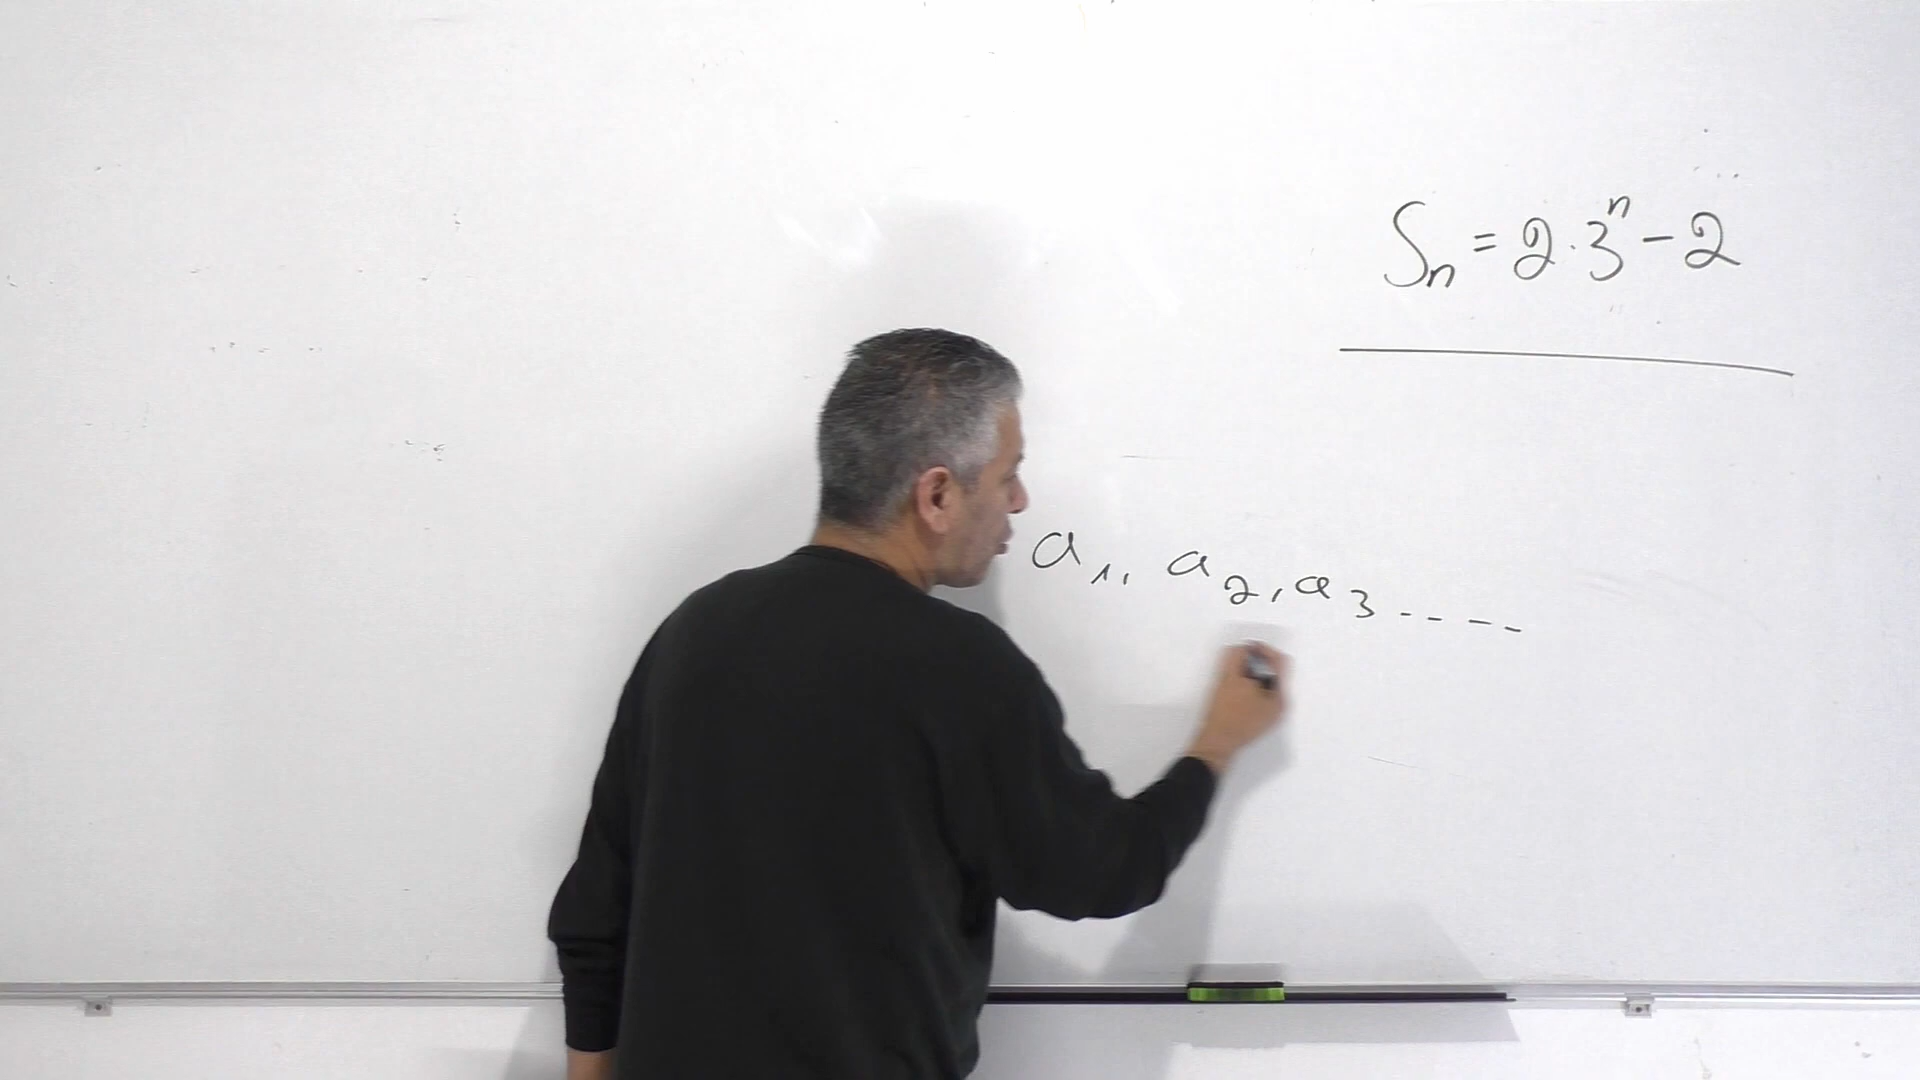 Sn = 2·3ⁿ - 2
a₁, a₂, a₃ ----